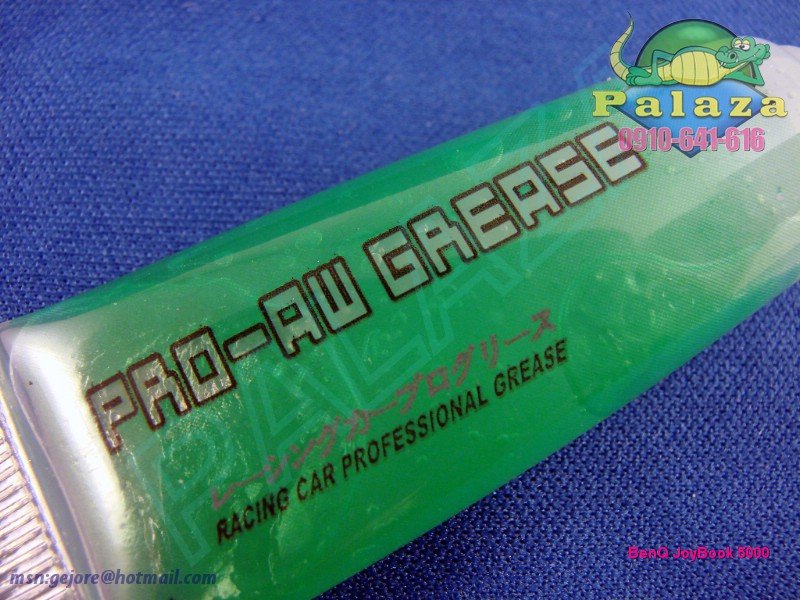 Palaza
0910-641-616
PRO-AW GREASE
レーシングカープログリース
RACING CAR PROFESSIONAL GREASE
PALAZA
BenQ JoyBook 8000
msn:gejore@hotmail.com